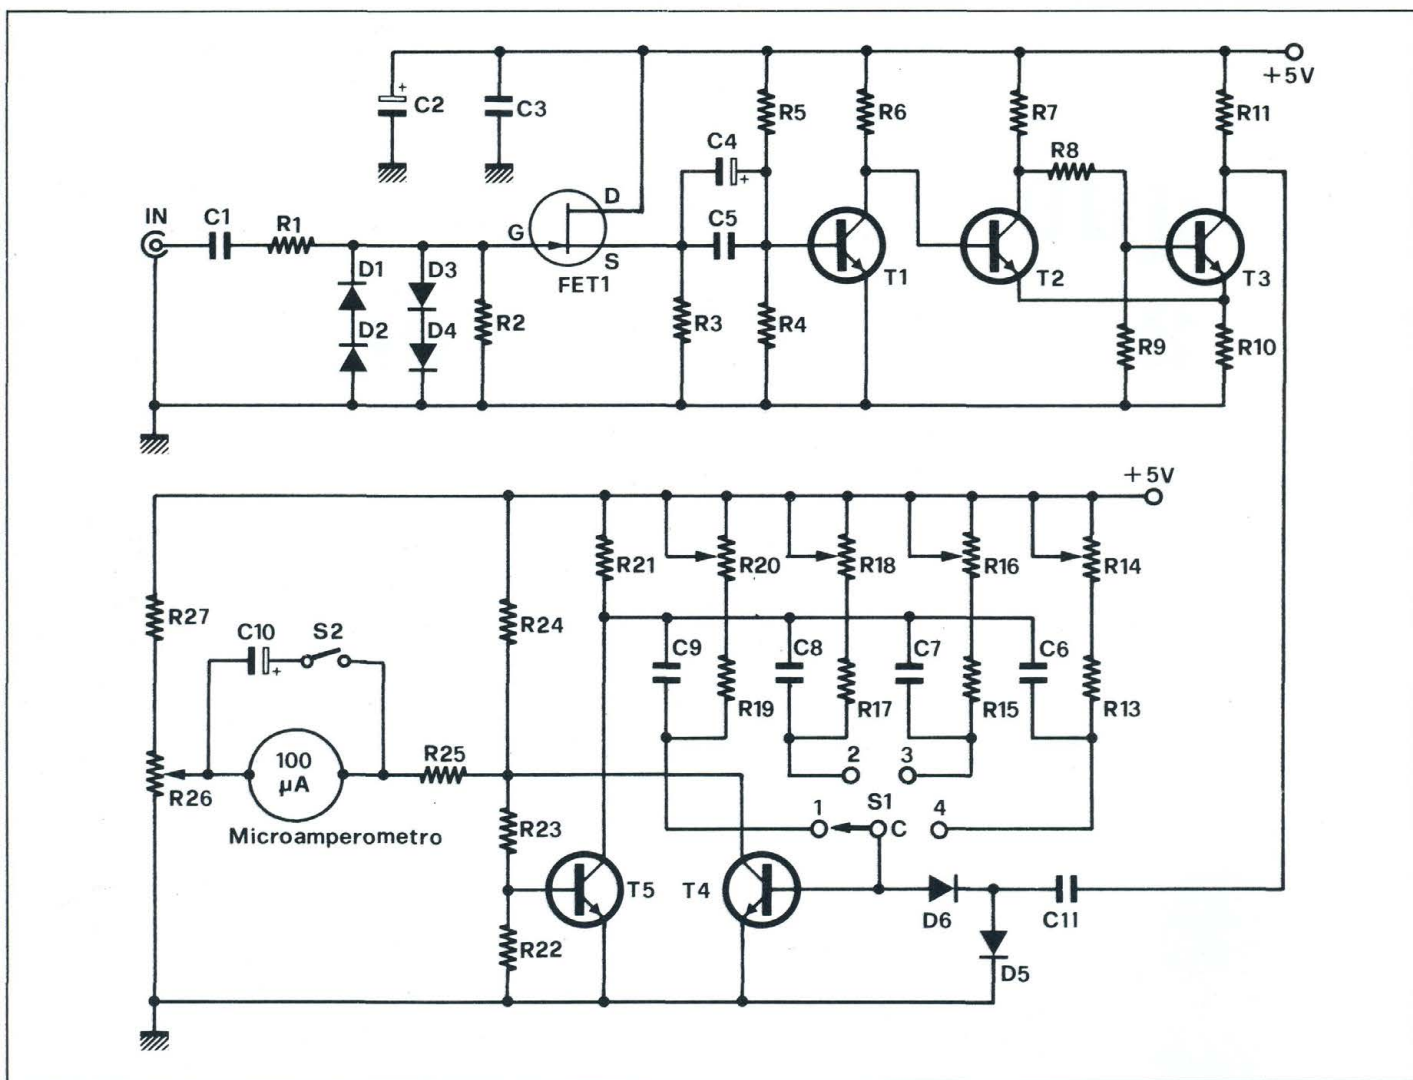 +5V
C2
C3
R5
R6
R7
R11
C4
R8
IN
C1
R1
D
C5
G
S
FET1
T1
T2
T3
D1
D3
D2
D4
R2
R3
R4
R9
R10
+5V
R21
R20
R18
R16
R14
R27
R24
C10
S2
C9
C8
C7
C6
R19
R17
R15
R13
100
µA
R25
R26
2
3
Microamperometro
R23
1
S1
4
C
T5
T4
D6
C11
R22
D5